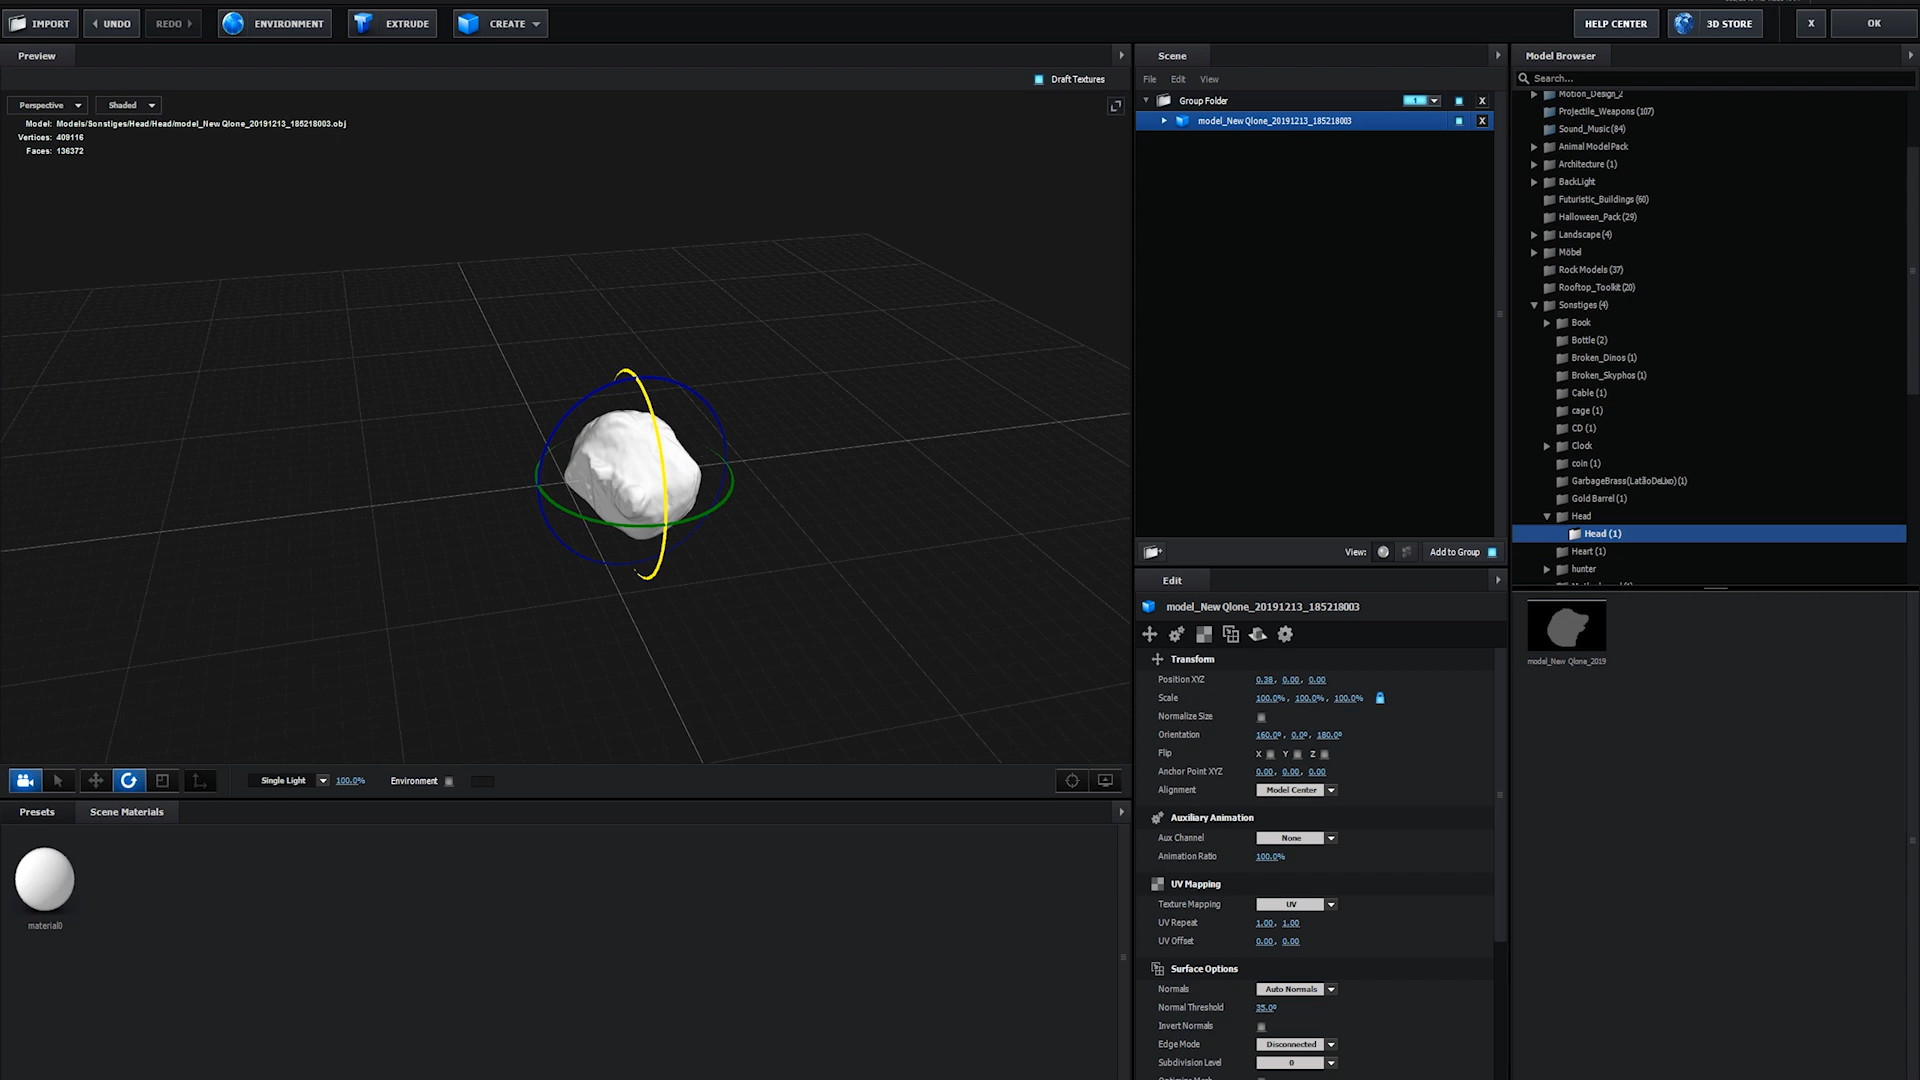 IMPORT
UNDO
REDO
ENVIRONMENT
EXTRUDE
CREATE
HELP CENTER
3D STORE
X
OK
Preview
Draft Textures
Perspective
Shaded
Model: Models/Sonstiges/Head/Head/model_New Qlone_20191213_185218003.obj
Vertices: 409116
Faces: 136372
Single Light
100.0%
Environment
Presets
Scene Materials
material0
Scene
File Edit View
Group Folder
1
X
model_New Qlone_20191213_185218003
X
View:
Add to Group
Edit
model_New Qlone_20191213_185218003
Transform
Position XYZ 0.38, 0.00, 0.00
Scale 100.0%, 100.0%, 100.0%
Normalize Size
Orientation 160.0º, 0.0º, 180.0º
Flip X Y Z
Anchor Point XYZ 0.00, 0.00, 0.00
Alignment Model Center
Auxiliary Animation
Aux Channel None
Animation Ratio 100.0%
UV Mapping
Texture Mapping UV
UV Repeat 1.00, 1.00
UV Offset 0.00, 0.00
Surface Options
Normals Auto Normals
Normal Threshold 35.0º
Invert Normals
Edge Mode Disconnected
Subdivision Level 0
Model Browser
Search...
Motion_Design_2
Projectile_Weapons (107)
Sound_Music (84)
Animal Model Pack
Architecture (1)
BackLight
Futuristic_Buildings (60)
Halloween_Pack (29)
Landscape (4)
Möbel
Rock Models (37)
Rooftop_Toolkit (20)
Sonstiges (4)
Book
Bottle (2)
Broken_Dinos (1)
Broken_Skyphos (1)
Cable (1)
cage (1)
CD (1)
Clock
coin (1)
GarbageBrass(LatãoDeLixo) (1)
Gold Barrel (1)
Head
Head (1)
Heart (1)
hunter
model_New Qlone_2019